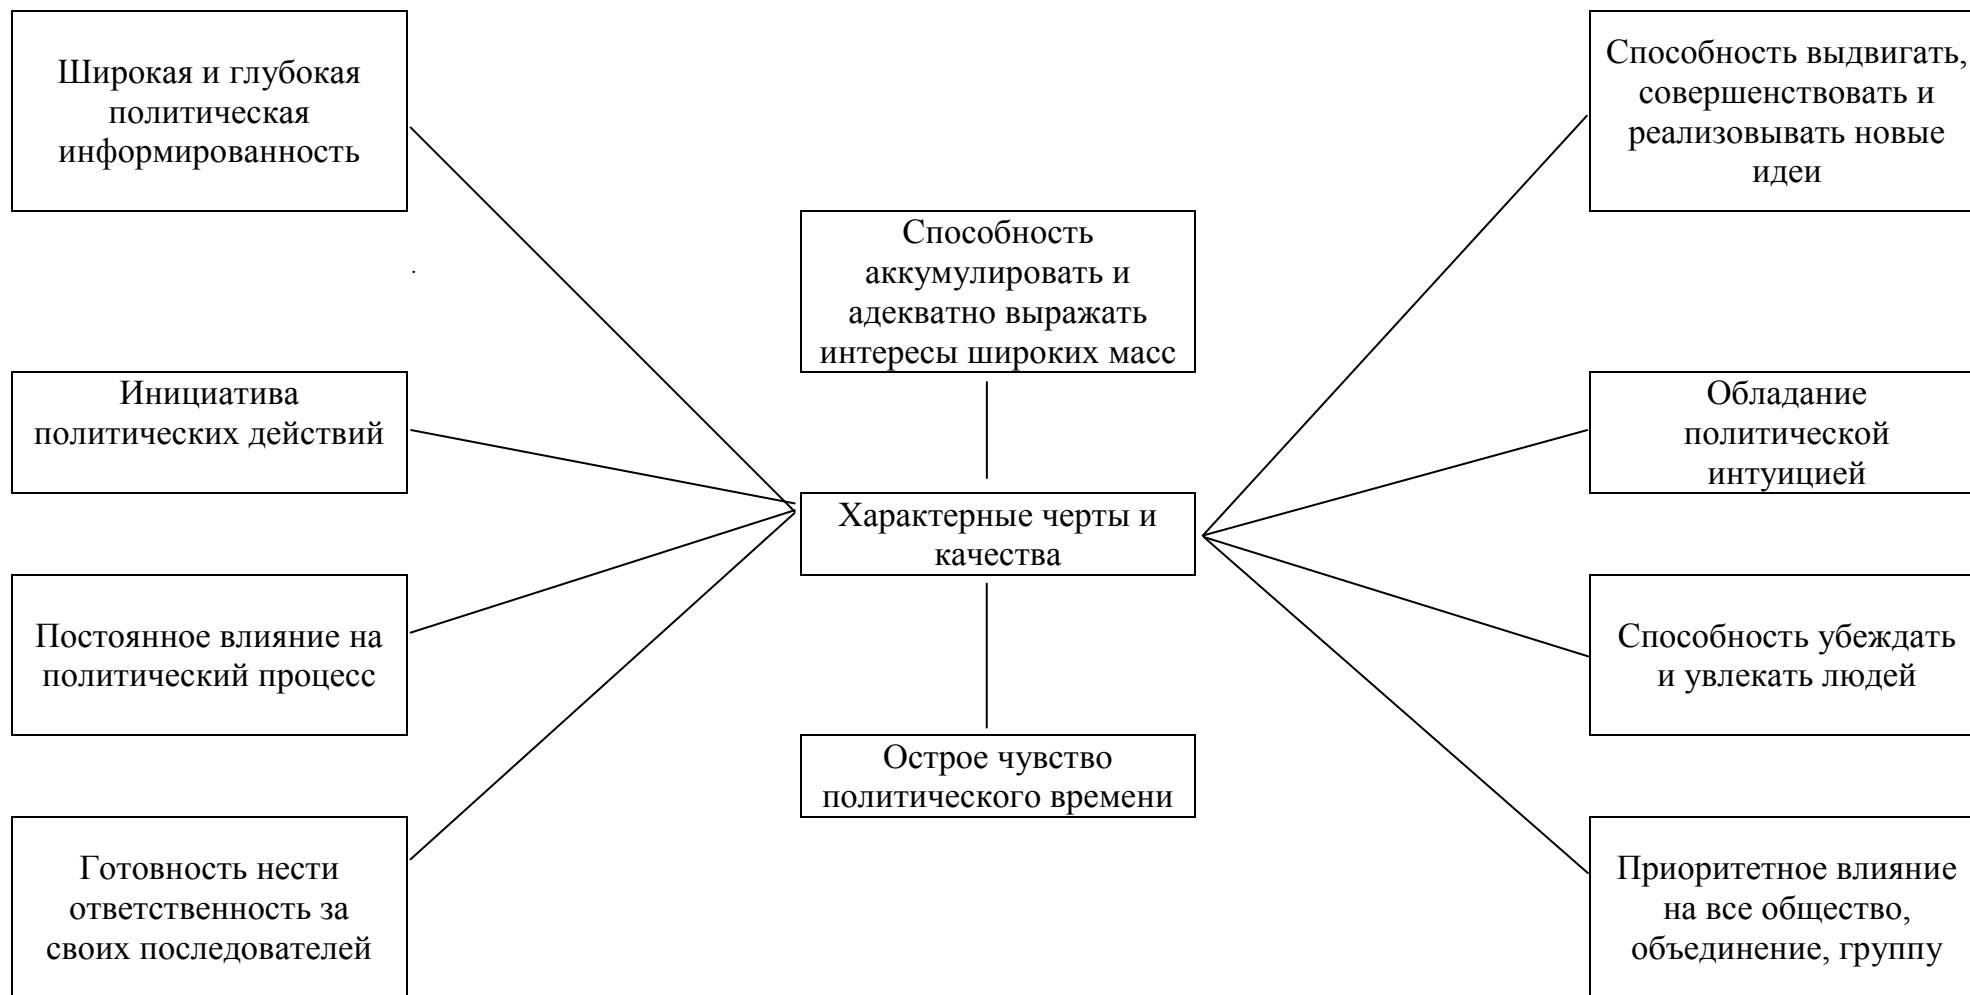 Широкая и глубокая
политическая
информированность
Инициатива
политических действий
Постоянное влияние на
политический процесс
Готовность нести
ответственность за
своих последователей
Способность
аккумулировать и
адекватно выражать
интересы широких масс
Характерные черты и
качества
Острое чувство
политического времени
Способность выдвигать,
совершенствовать и
реализовывать новые
идеи
Обладание
политической
интуицией
Способность убеждать
и увлекать людей
Приоритетное влияние
на все общество,
объединение, группу